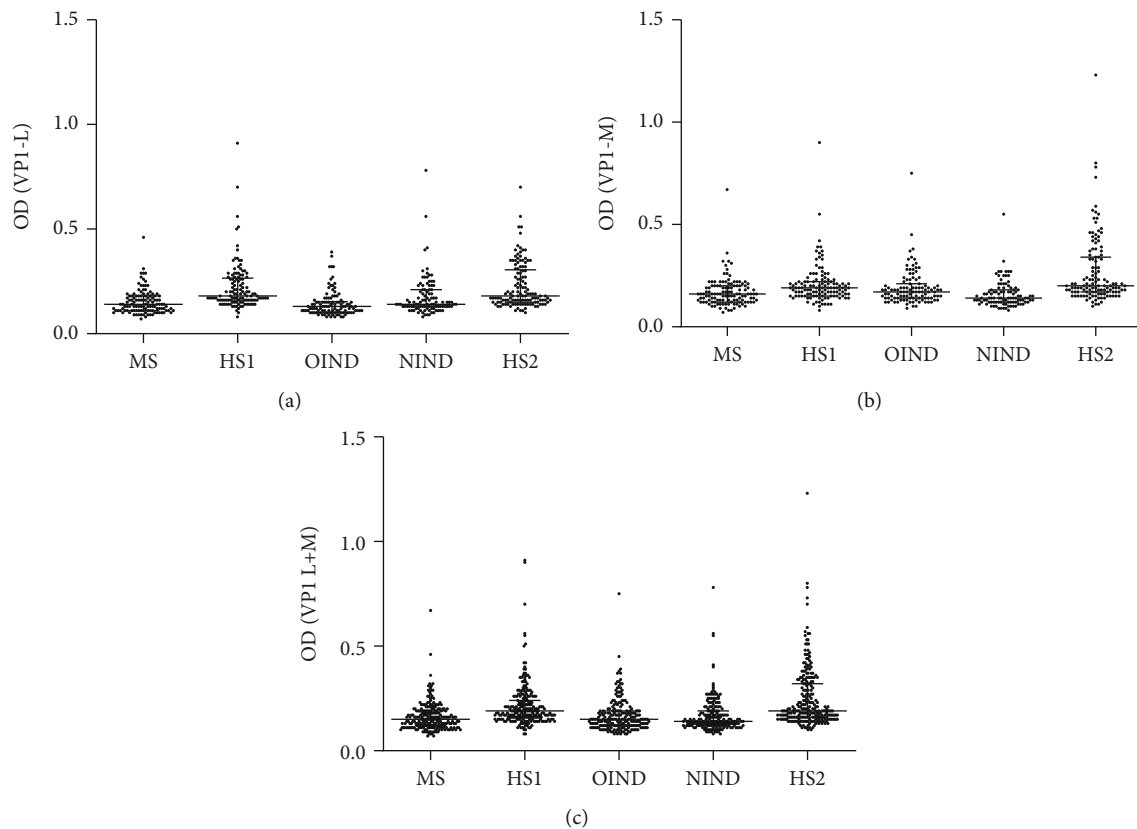 1.5
1.0
0.5
0.0
OD (VP1-L)
MS HS1 OIND NIND HS2
(a)
1.5
1.0
0.5
0.0
OD (VP1-M)
MS HS1 OIND NIND HS2
(b)
1.5
1.0
0.5
0.0
OD (VP1 L+M)
MS HS1 OIND NIND HS2
(c)